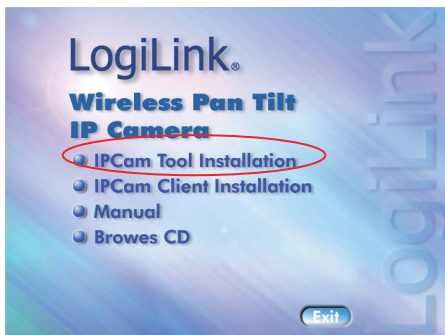 LogiLink®
Wireless Pan Tilt
IP Camera
IPCam Tool Installation
IPCam Client Installation
Manual
Browes CD
Exit
LogiLink